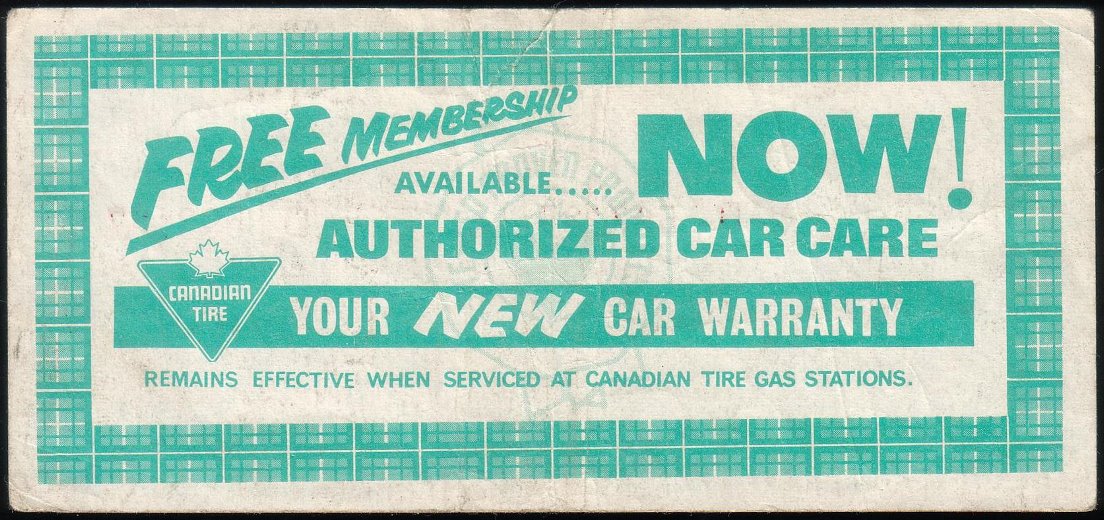 FREE MEMBERSHIP
AVAILABLE..... NOW!
AUTHORIZED CAR CARE
CANADIAN
TIRE
YOUR NEW CAR WARRANTY
REMAINS EFFECTIVE WHEN SERVICED AT CANADIAN TIRE GAS STATIONS.